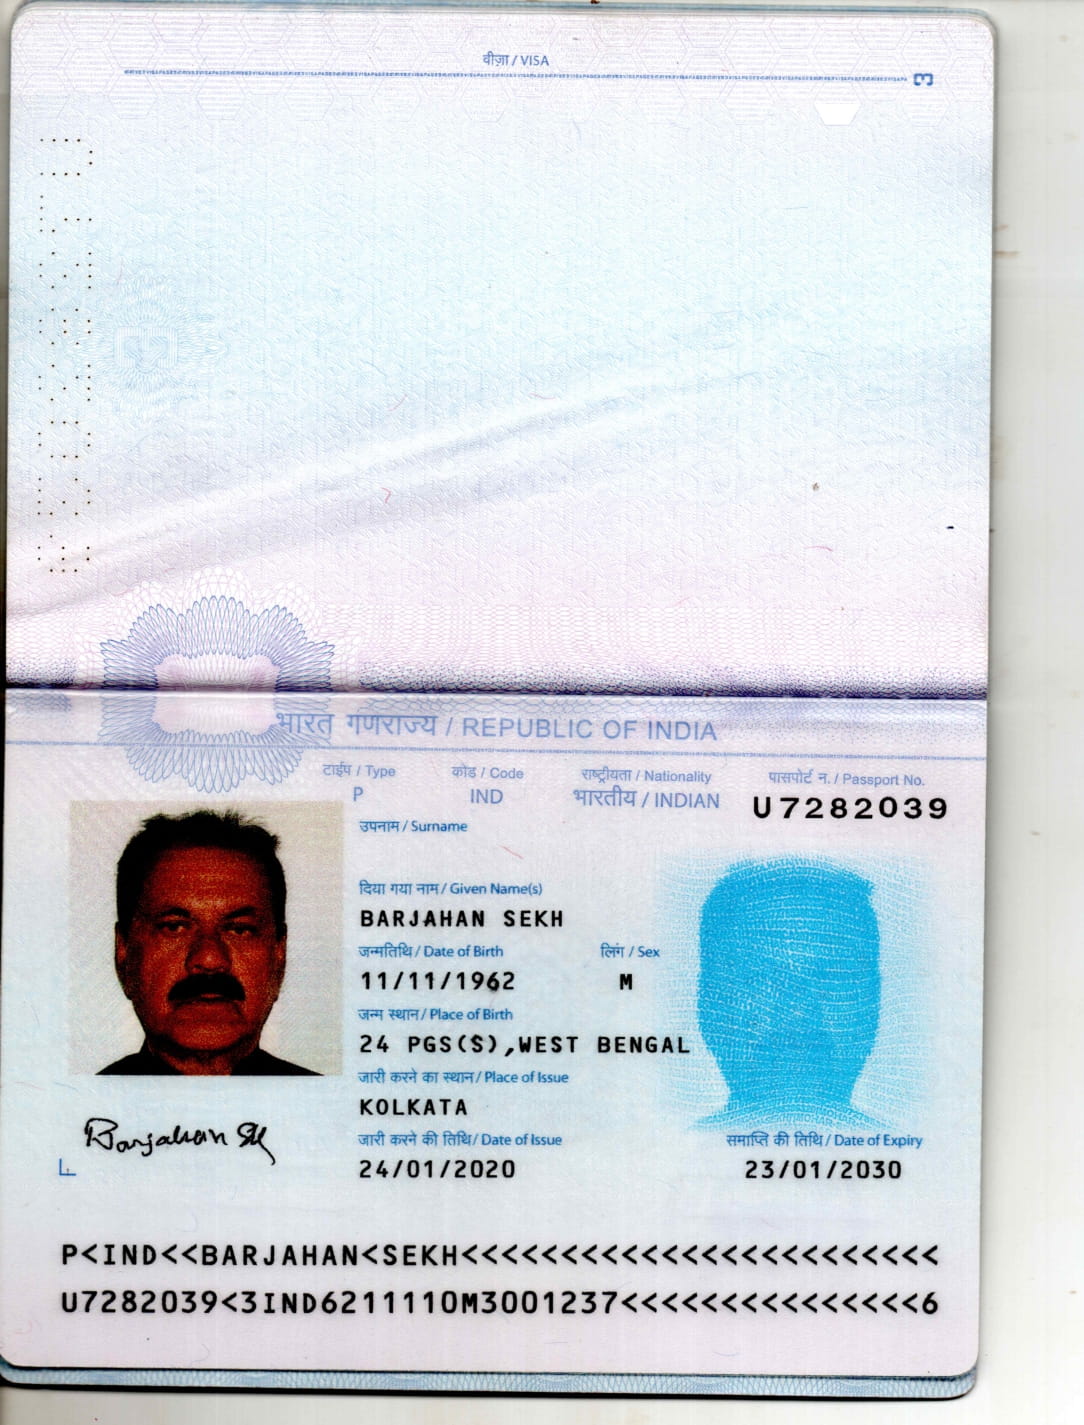 वीज़ा / VISA
3
भारत गणराज्य / REPUBLIC OF INDIA
टाईप / Type कोड / Code राष्ट्रीयता / Nationality पासपोर्ट न. / Passport No.
P IND भारतीय / INDIAN U7282039
उपनाम / Surname
दिया गया नाम / Given Name(s)
BARJAHAN SEKH
जन्मतिथि / Date of Birth लिंग / Sex
11/11/1962 M
जन्म स्थान / Place of Birth
24 PGS($),WEST BENGAL
जारी करने का स्थान / Place of Issue
KOLKATA
जारी करने की तिथि / Date of Issue समाप्ति की तिथि / Date of Expiry
24/01/2020 23/01/2030
Barjahan Sk
P<IND<<BARJAHAN<SEKH<<<<<<<<<<<<<<<<<<<<<<<<
U7282039<3IND6211110M3001237<<<<<<<<<<<<<<<6